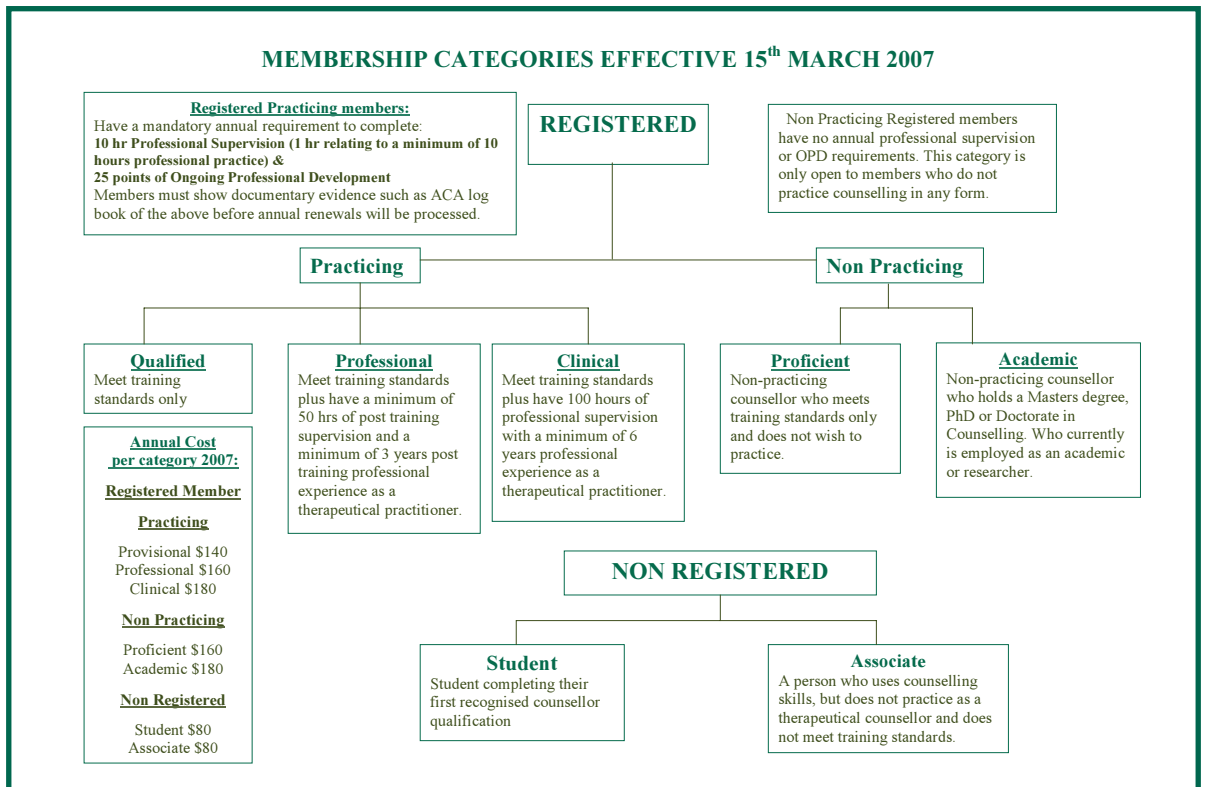 MEMBERSHIP CATEGORIES EFFECTIVE 15th MARCH 2007
Registered Practicing members:
Have a mandatory annual requirement to complete:
10 hr Professional Supervision (1 hr relating to a minimum of 10
hours professional practice) &
25 points of Ongoing Professional Development
Members must show documentary evidence such as ACA log
book of the above before annual renewals will be processed.
REGISTERED
Non Practicing Registered members
have no annual professional supervision
or OPD requirements. This category is
only open to members who do not
practice counselling in any form.
Practicing
Non Practicing
Qualified
Meet training
standards only
Professional
Meet training standards
plus have a minimum of
50 hrs of post training
supervision and a
minimum of 3 years post
training professional
experience as a
therapeutical practitioner.
Clinical
Meet training standards
plus have 100 hours of
professional supervision
with a minimum of 6
years professional
experience as a
therapeutical practitioner.
Proficient
Non-practicing
counsellor who meets
training standards only
and does not wish to
practice.
Academic
Non-practicing counsellor
who holds a Masters degree,
PhD or Doctorate in
Counselling. Who currently
is employed as an academic
or researcher.
Annual Cost
per category 2007:
Registered Member
Practicing
Provisional $140
Professional $160
Clinical $180
Non Practicing
Proficient $160
Academic $180
Non Registered
Student $80
Associate $80
NON REGISTERED
Student
Student completing their
first recognised counsellor
qualification
Associate
A person who uses counselling
skills, but does not practice as a
therapeutical counsellor and does
not meet training standards.